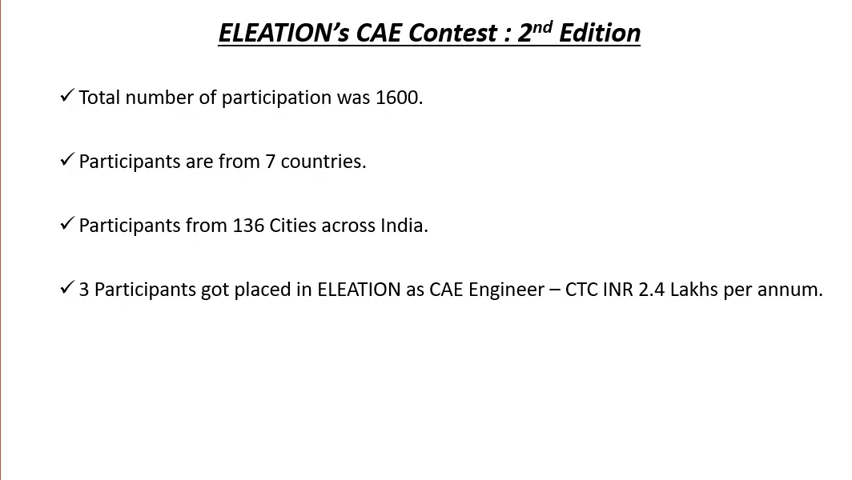 ELEATION's CAE Contest : 2nd Edition
✓ Total number of participation was 1600.
✓ Participants are from 7 countries.
✓ Participants from 136 Cities across India.
✓ 3 Participants got placed in ELEATION as CAE Engineer – CTC INR 2.4 Lakhs per annum.